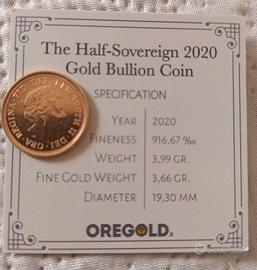 The Half-Sovereign 2020
Gold Bullion Coin
SPECIFICATION
YEAR 2020
FINENESS 916,67 ‰
WEIGHT 3,99 GR.
FINE GOLD WEIGHT 3,66 GR.
DIAMETER 19,30 MM
OREGOLD